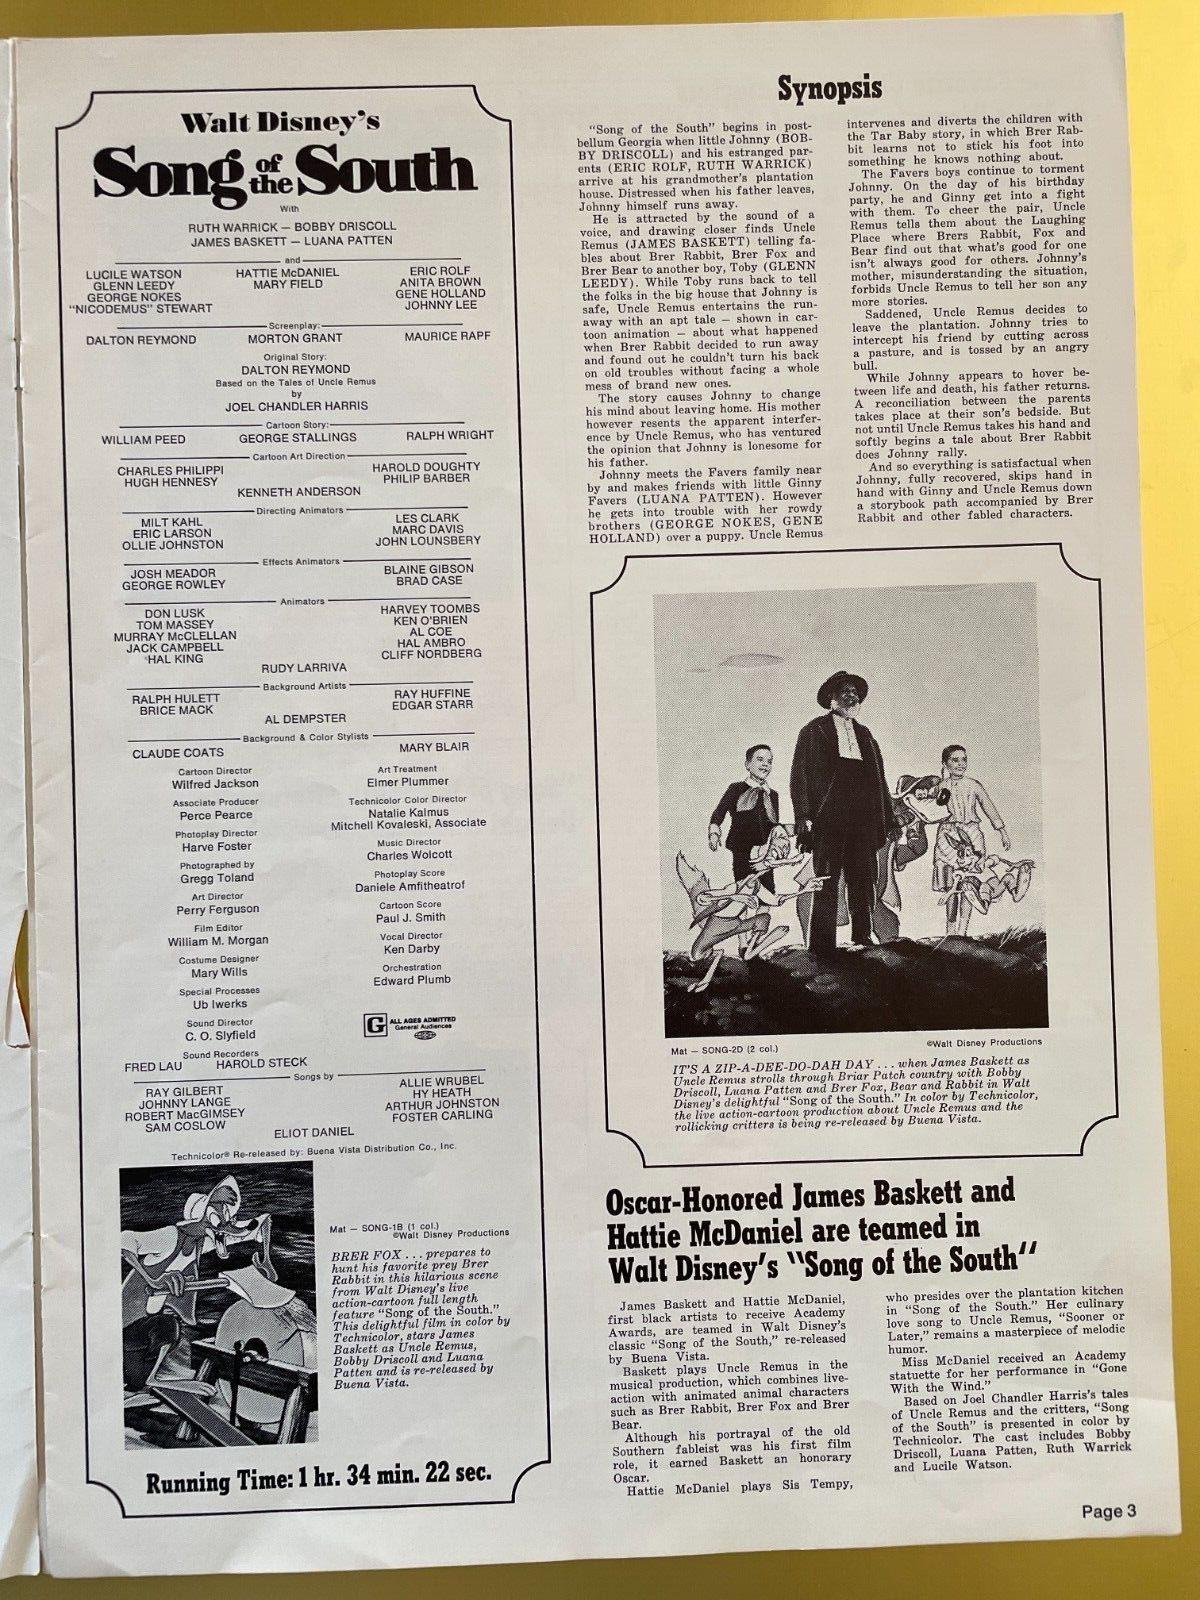 Walt Disney's
Song of the South
With
RUTH WARRICK — BOBBY DRISCOLL
JAMES BASKETT — LUANA PATTEN
and
LUCILE WATSON HATTIE McDANIEL ERIC ROLF
GLENN LEEDY MARY FIELD ANITA BROWN
GEORGE NOKES GENE HOLLAND
"NICODEMUS" STEWART JOHNNY LEE
Screenplay:
DALTON REYMOND MORTON GRANT MAURICE RAPF
Original Story:
DALTON REYMOND
Based on the Tales of Uncle Remus
by
JOEL CHANDLER HARRIS
Cartoon Story:
WILLIAM PEED GEORGE STALLINGS RALPH WRIGHT
Cartoon Art Direction
CHARLES PHILIPPI HAROLD DOUGHTY
HUGH HENNESY PHILIP BARBER
KENNETH ANDERSON
Directing Animators
MILT KAHL LES CLARK
ERIC LARSON MARC DAVIS
OLLIE JOHNSTON JOHN LOUNSBERY
Effects Animators
JOSH MEADOR BLAINE GIBSON
GEORGE ROWLEY BRAD CASE
Animators
DON LUSK HARVEY TOOMBS
TOM MASSEY KEN O'BRIEN
MURRAY McCLELLAN AL COE
JACK CAMPBELL HAL AMBRO
HAL KING CLIFF NORDBERG
RUDY LARRIVA
Background Artists
RALPH HULETT RAY HUFFINE
BRICE MACK EDGAR STARR
AL DEMPSTER
Background & Color Stylists
CLAUDE COATS MARY BLAIR
Cartoon Director
Wilfred Jackson
Associate Producer
Perce Pearce
Photoplay Director
Harve Foster
Photographed by
Gregg Toland
Art Director
Perry Ferguson
Film Editor
William M. Morgan
Costume Designer
Mary Wills
Special Processes
Ub Iwerks
Sound Director
C. O. Slyfield
Art Treatment
Elmer Plummer
Technicolor Color Director
Natalie Kalmus
Mitchell Kovaleski, Associate
Music Director
Charles Wolcott
Photoplay Score
Daniele Amfitheatrof
Cartoon Score
Paul J. Smith
Vocal Director
Ken Darby
Orchestration
Edward Plumb
G ALL AGES ADMITTED
General Audiences
Sound Recorders
FRED LAU HAROLD STECK
Songs by
RAY GILBERT ALLIE WRUBEL
JOHNNY LANGE HY HEATH
ROBERT MacGIMSEY ARTHUR JOHNSTON
SAM COSLOW FOSTER CARLING
ELIOT DANIEL
Technicolor® Re-released by: Buena Vista Distribution Co., Inc.
Mat — SONG-1B (1 col.)
©Walt Disney Productions
BRER FOX . . . prepares to
hunt his favorite prey Brer
Rabbit in this hilarious scene
from Walt Disney's live
action-cartoon full length
feature "Song of the South."
This delightful film in color by
Technicolor, stars James
Baskett as Uncle Remus,
Bobby Driscoll and Luana
Patten and is re-released by
Buena Vista.
Running Time: 1 hr. 34 min. 22 sec.
Synopsis
"Song of the South" begins in post-
bellum Georgia when little Johnny (BOB-
BY DRISCOLL) and his estranged par-
ents (ERIC ROLF, RUTH WARRICK)
arrive at his grandmother's plantation
house. Distressed when his father leaves,
Johnny himself runs away.
He is attracted by the sound of a
voice, and drawing closer finds Uncle
Remus (JAMES BASKETT) telling fa-
bles about Brer Rabbit, Brer Fox and
Brer Bear to another boy, Toby (GLENN
LEEDY). While Toby runs back to tell
the folks in the big house that Johnny is
safe, Uncle Remus entertains the run-
away with an apt tale — shown in car-
toon animation — about what happened
when Brer Rabbit decided to run away
and found out he couldn't turn his back
on old troubles without facing a whole
mess of brand new ones.
The story causes Johnny to change
his mind about leaving home. His mother
however resents the apparent interfer-
ence by Uncle Remus, who has ventured
the opinion that Johnny is lonesome for
his father.
Johnny meets the Favers family near
by and makes friends with little Ginny
Favers (LUANA PATTEN). However
he gets into trouble with her rowdy
brothers (GEORGE NOKES, GENE
HOLLAND) over a puppy. Uncle Remus
intervenes and diverts the children with
the Tar Baby story, in which Brer Rab-
bit learns not to stick his foot into
something he knows nothing about.
The Favers boys continue to torment
Johnny. On the day of his birthday
party, he and Ginny get into a fight
with them. To cheer the pair, Uncle
Remus tells them about the Laughing
Place where Brers Rabbit, Fox and
Bear find out that what's good for one
isn't always good for others. Johnny's
mother, misunderstanding the situation,
forbids Uncle Remus to tell her son any
more stories.
Saddened, Uncle Remus decides to
leave the plantation. Johnny tries to
intercept his friend by cutting across
a pasture, and is tossed by an angry
bull.
While Johnny appears to hover be-
tween life and death, his father returns.
A reconciliation between the parents
takes place at their son's bedside. But
not until Uncle Remus takes his hand and
softly begins a tale about Brer Rabbit
does Johnny rally.
And so everything is satisfactual when
Johnny, fully recovered, skips hand in
hand with Ginny and Uncle Remus down
a storybook path accompanied by Brer
Rabbit and other fabled characters.
Mat — SONG-2D (2 col.) ©Walt Disney Productions
IT'S A ZIP-A-DEE-DO-DAH DAY . . . when James Baskett as
Uncle Remus strolls through Briar Patch country with Bobby
Driscoll, Luana Patten and Brer Fox, Bear and Rabbit in Walt
Disney's delightful "Song of the South." In color by Technicolor,
the live action-cartoon production about Uncle Remus and the
rollicking critters is being re-released by Buena Vista.
Oscar-Honored James Baskett and
Hattie McDaniel are teamed in
Walt Disney's "Song of the South"
James Baskett and Hattie McDaniel,
first black artists to receive Academy
Awards, are teamed in Walt Disney's
classic "Song of the South," re-released
by Buena Vista.
Baskett plays Uncle Remus in the
musical production, which combines live-
action with animated animal characters
such as Brer Rabbit, Brer Fox and Brer
Bear.
Although his portrayal of the old
Southern fableist was his first film
role, it earned Baskett an honorary
Oscar.
Hattie McDaniel plays Sis Tempy,
who presides over the plantation kitchen
in "Song of the South." Her culinary
love song to Uncle Remus, "Sooner or
Later," remains a masterpiece of melodic
humor.
Miss McDaniel received an Academy
statuette for her performance in "Gone
With the Wind."
Based on Joel Chandler Harris's tales
of Uncle Remus and the critters, "Song
of the South" is presented in color by
Technicolor. The cast includes Bobby
Driscoll, Luana Patten, Ruth Warrick
and Lucile Watson.
Page 3